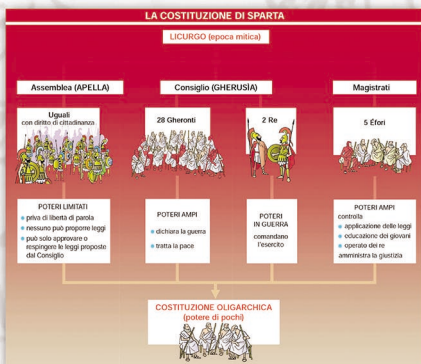 LA COSTITUZIONE DI SPARTA
LICURGO (epoca mitica)
Assemblea (APELLA)
Consiglio (GHERUSÌA)
Magistrati
Uguali
con diritto di cittadinanza
28 Gheronti
2 Re
5 Éfori
POTERI LIMITATI
priva di libertà di parola
nessuno può proporre leggi
può solo approvare o
respingere le leggi proposte
dal Consiglio
POTERI AMPI
dichiara la guerra
tratta la pace
POTERI
IN GUERRA
comandano
l'esercito
POTERI AMPI
controlla
applicazione delle leggi
educazione dei giovani
operato dei re
amministra la giustizia
COSTITUZIONE OLIGARCHICA
(potere di pochi)